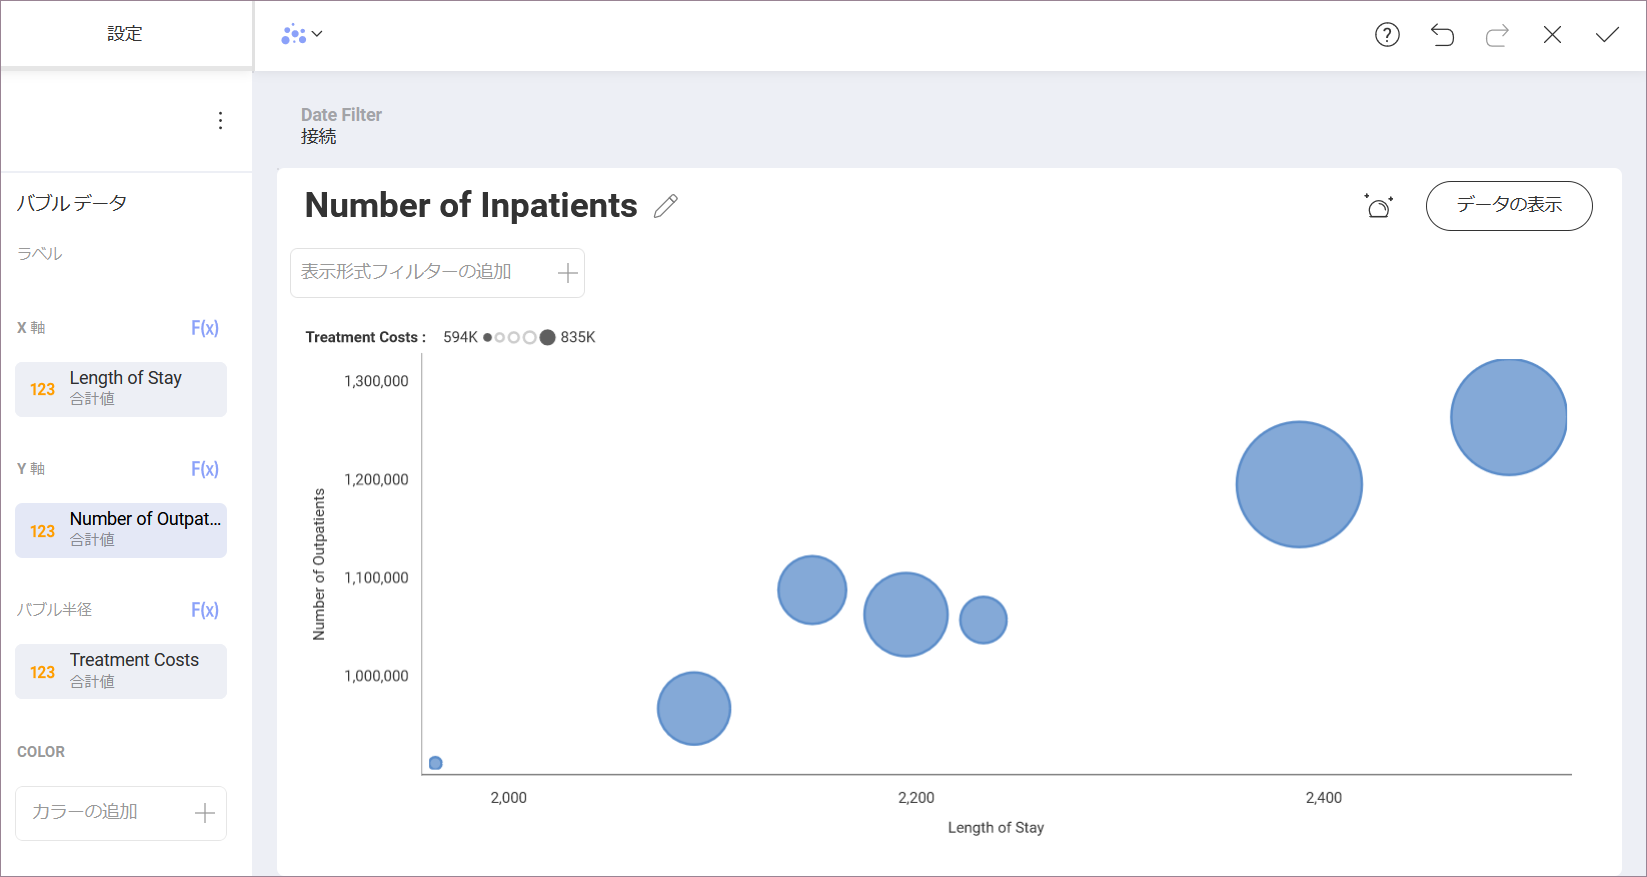 設定
Date Filter
接続
バブル データ
ラベル
X 軸 F(x)
123 Length of Stay
合計値
Y 軸 F(x)
123 Number of Outpat...
合計値
バブル半径 F(x)
123 Treatment Costs
合計値
COLOR
カラーの追加
Number of Inpatients
データの表示
表示形式フィルターの追加
Treatment Costs : 594K 835K
1,300,000
1,200,000
1,100,000
1,000,000
Number of Outpatients
2,000 2,200 2,400
Length of Stay